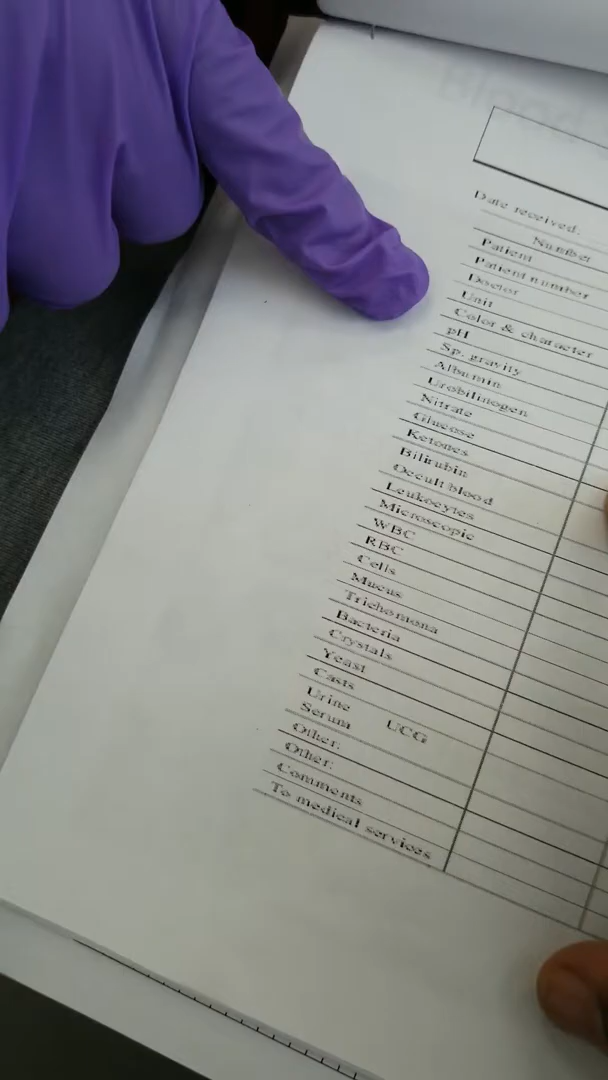 Blood
Date received:
Number
Patient
Patient number
Doctor
Unit
Color & character
pH
Sp. gravity
Albumin
Urobilinogen
Nitrate
Glucose
Ketones
Bilirubin
Occult blood
Leukocytes
Microscopic
WBC
RBC
Cells
Mucus
Trichomona
Bacteria
Crystals
Yeast
Casts
Urine
Serum UCG
Other:
Other:
Comments
To medical services